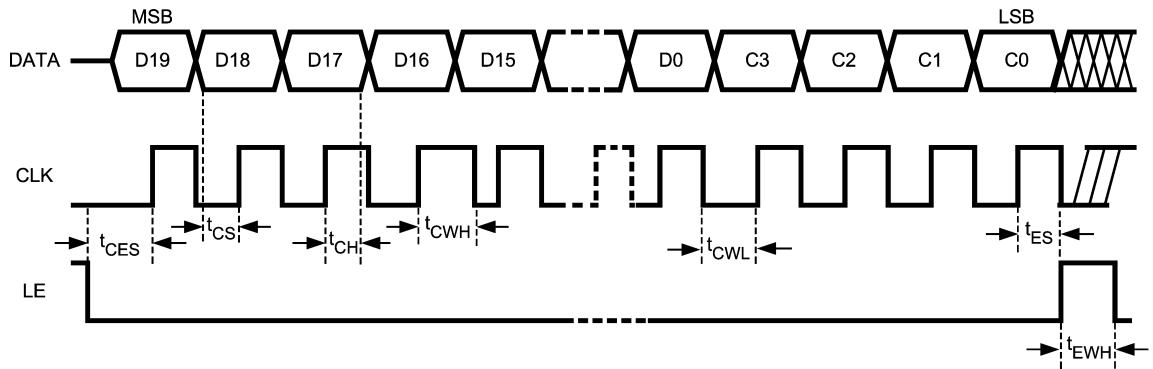 MSB LSB
DATA D19 D18 D17 D16 D15 D0 C3 C2 C1 C0
CLK
tCES tCS tCH tCWH tCWL tES
LE
tEWH